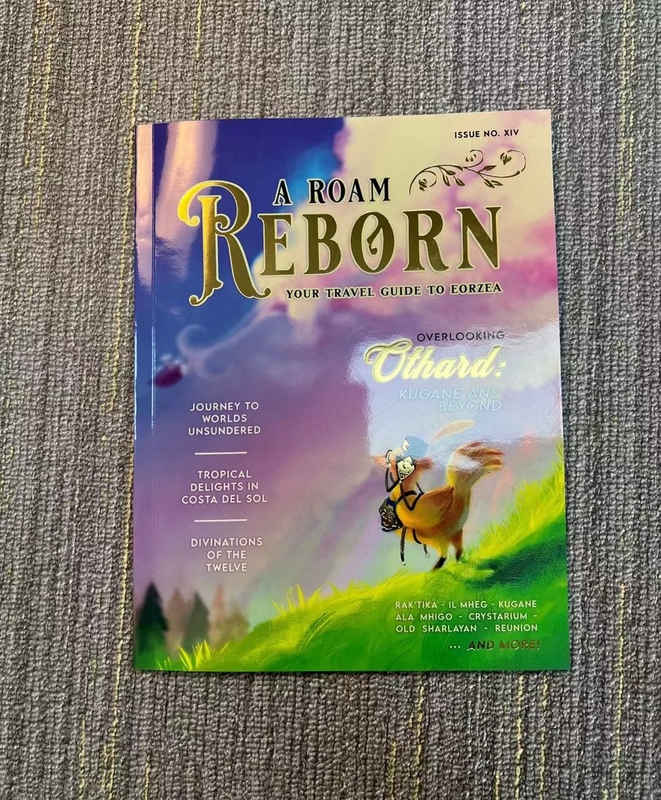 ISSUE NO. XIV
A ROAM
REBORN
YOUR TRAVEL GUIDE TO EORZEA
OVERLOOKING
Othard:
KUGANE AND
BEYOND
JOURNEY TO
WORLDS
UNSUNDERED
TROPICAL
DELIGHTS IN
COSTA DEL SOL
DIVINATIONS
OF THE
TWELVE
RAK'TIKA - IL MHEG - KUGANE
ALA MHIGO - CRYSTARIUM -
OLD SHARLAYAN - REUNION
... AND MORE!